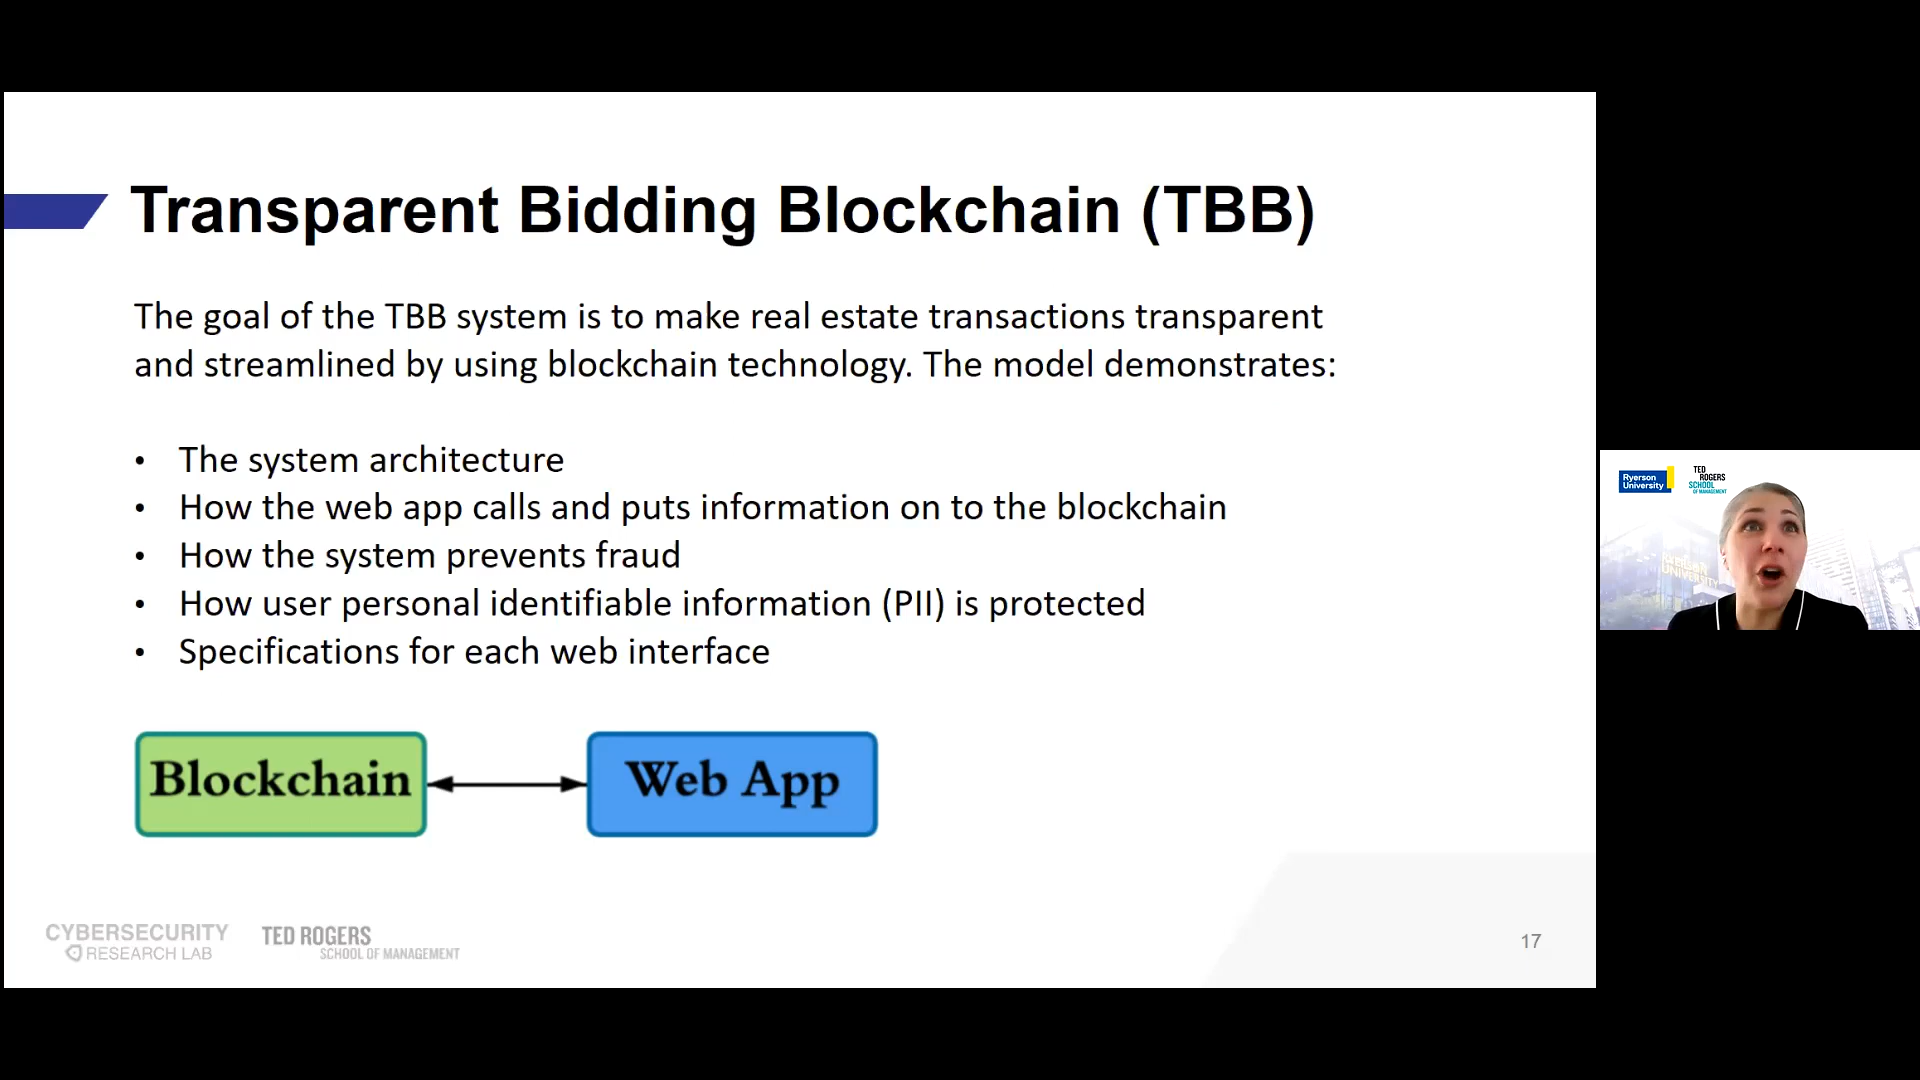 Transparent Bidding Blockchain (TBB)
The goal of the TBB system is to make real estate transactions transparent
and streamlined by using blockchain technology. The model demonstrates:
• The system architecture
• How the web app calls and puts information on to the blockchain
• How the system prevents fraud
• How user personal identifiable information (PII) is protected
• Specifications for each web interface
Blockchain
Web App
CYBERSECURITY
RESEARCH LAB
TED ROGERS
SCHOOL OF MANAGEMENT
17
Ryerson
University
TED
ROGERS
SCHOOL
OF MANAGEMENT
UNIVERSITY